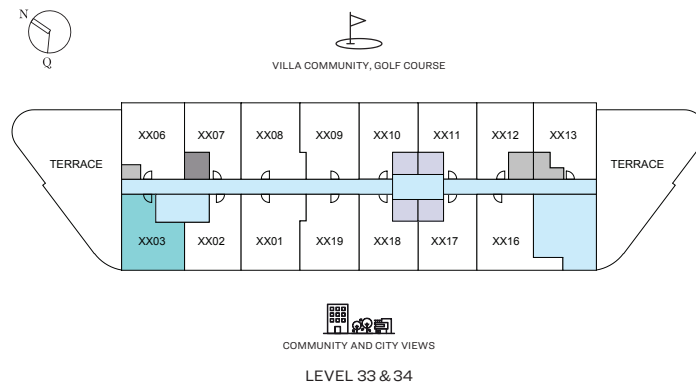 N
Q
VILLA COMMUNITY, GOLF COURSE
XX06 XX07 XX08 XX09 XX10 XX11 XX12 XX13
TERRACE TERRACE
XX03 XX02 XX01 XX19 XX18 XX17 XX16
COMMUNITY AND CITY VIEWS
LEVEL 33 & 34